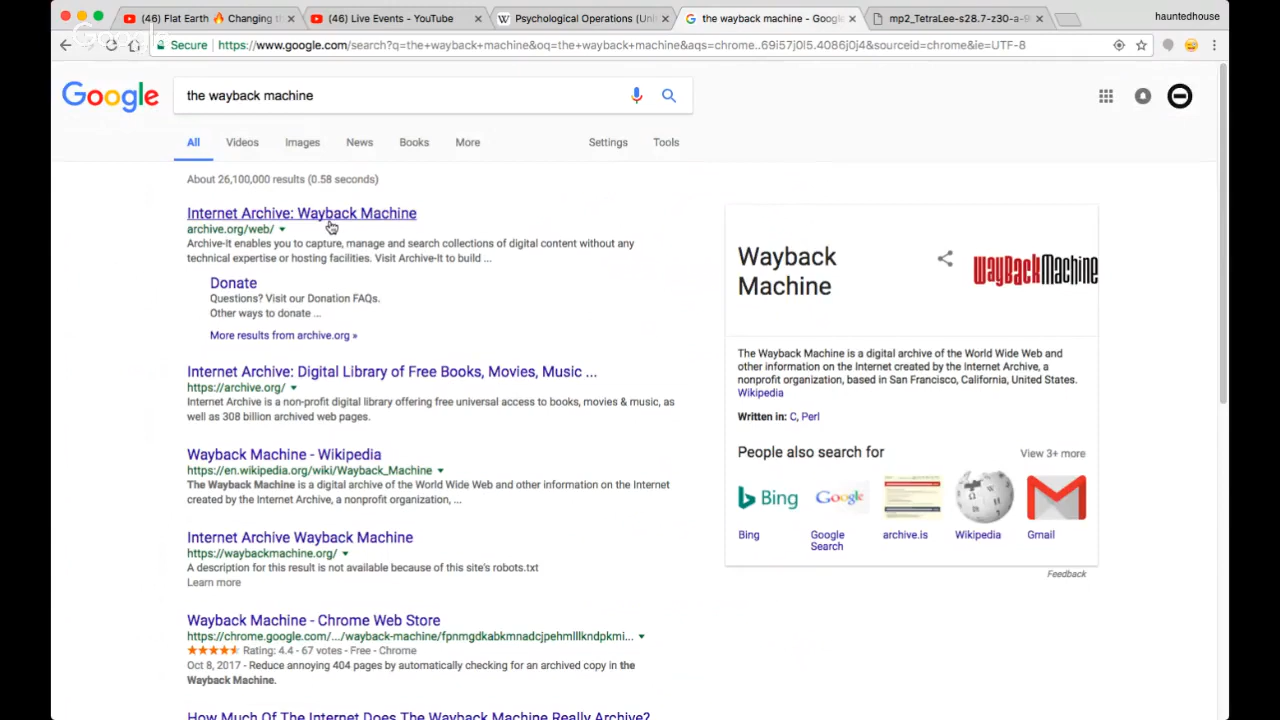 (46) Flat Earth 🔥 Changing th
(46) Live Events - YouTube
Psychological Operations (Uni
the wayback machine - Google
mp2_TetraLee-s28.7-z30-a-9
hauntedhouse
Secure
https://www.google.com/search?q=the+wayback+machine&oq=the+wayback+machine&aqs=chrome..69i57j0l5.4086j0j4&sourceid=chrome&ie=UTF-8
Google
Google
the wayback machine
All
Videos
Images
News
Books
More
Settings
Tools
About 26,100,000 results (0.58 seconds)
Internet Archive: Wayback Machine
archive.org/web/
Archive-It enables you to capture, manage and search collections of digital content without any
technical expertise or hosting facilities. Visit Archive-It to build ...
Donate
Questions? Visit our Donation FAQs.
Other ways to donate ...
More results from archive.org »
Internet Archive: Digital Library of Free Books, Movies, Music ...
https://archive.org/
Internet Archive is a non-profit digital library offering free universal access to books, movies & music, as
well as 308 billion archived web pages.
Wayback Machine - Wikipedia
https://en.wikipedia.org/wiki/Wayback_Machine
The Wayback Machine is a digital archive of the World Wide Web and other information on the Internet
created by the Internet Archive, a nonprofit organization, ...
Internet Archive Wayback Machine
https://waybackmachine.org/
A description for this result is not available because of this site's robots.txt
Learn more
Wayback Machine - Chrome Web Store
https://chrome.google.com/.../wayback-machine/fpnmgdkabkmnadcjpehmlllkndpkmi...
Rating: 4.4 - 67 votes - Free - Chrome
Oct 8, 2017 - Reduce annoying 404 pages by automatically checking for an archived copy in the
Wayback Machine.
How Much Of The Internet Does The Wayback Machine Really Archive?
Wayback
Machine
WayBackMachine
The Wayback Machine is a digital archive of the World Wide Web and
other information on the Internet created by the Internet Archive, a
nonprofit organization, based in San Francisco, California, United States.
Wikipedia
Written in: C, Perl
People also search for
View 3+ more
Bing
Google
Bing
Google
Search
archive.is
Wikipedia
Gmail
Feedback